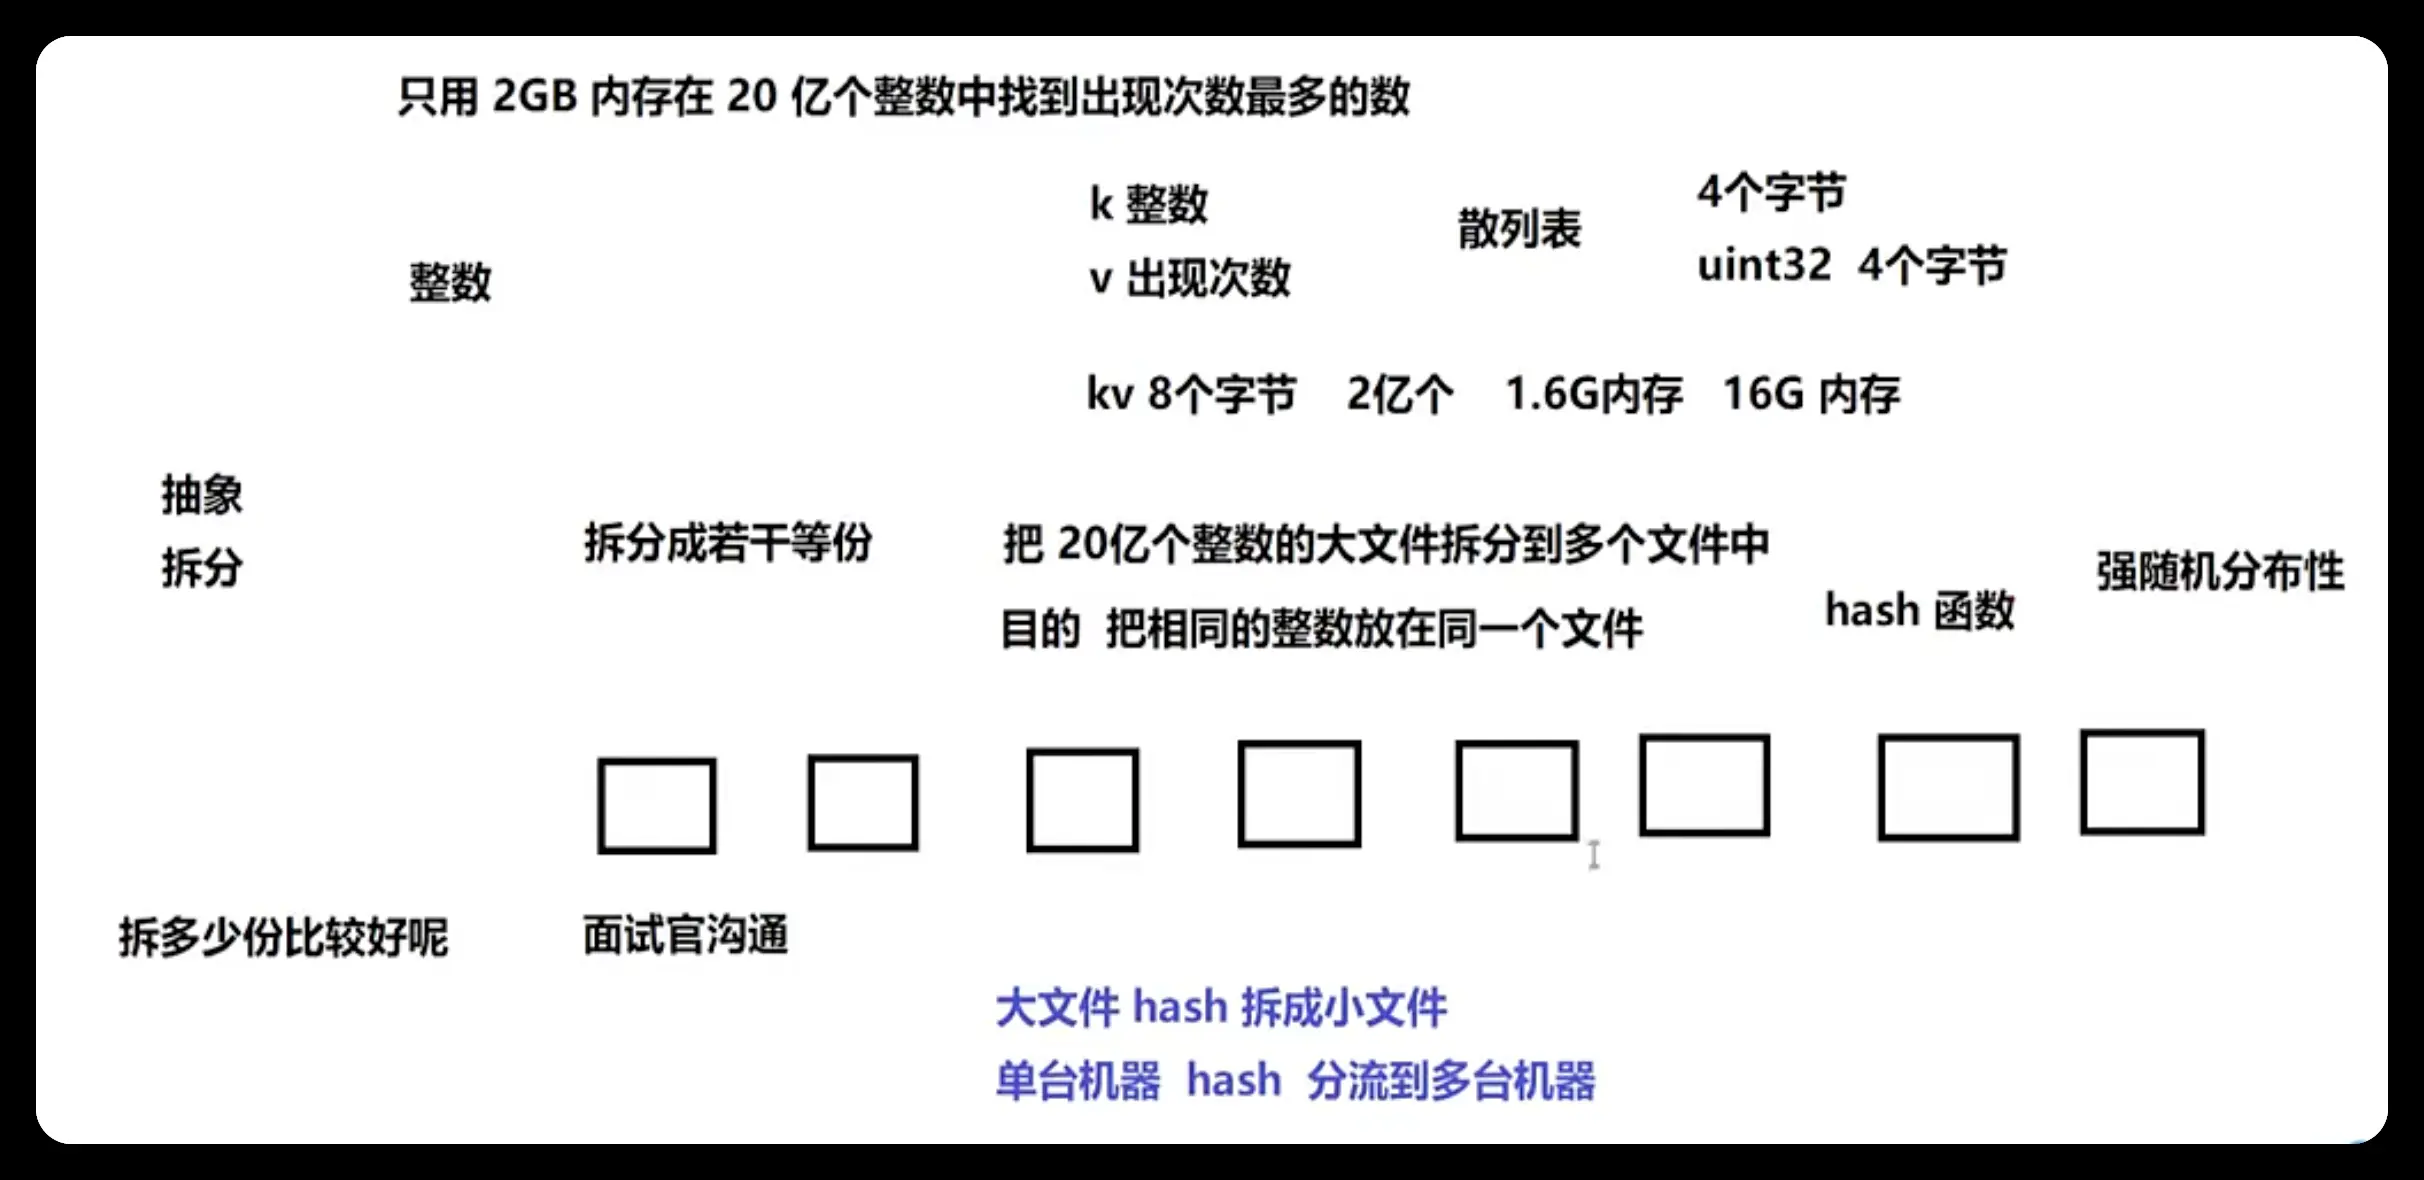 只用 2GB 内存在 20 亿个整数中找到出现次数最多的数
整数
k 整数
v 出现次数
散列表
4个字节
uint32 4个字节
kv 8个字节 2亿个 1.6G内存 16G 内存
抽象
拆分
拆分成若干等份
把 20亿个整数的大文件拆分到多个文件中
目的 把相同的整数放在同一个文件
hash 函数
强随机分布性
拆多少份比较好呢
面试官沟通
大文件 hash 拆成小文件
单台机器 hash 分流到多台机器